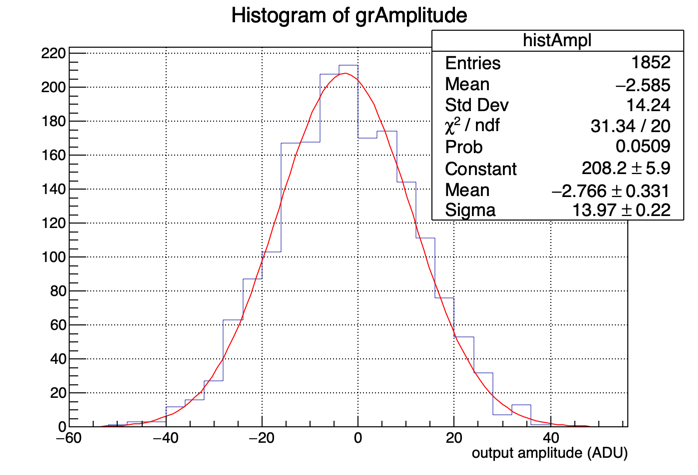 Histogram of grAmplitude
histAmpl
Entries 1852
Mean −2.585
Std Dev 14.24
χ² / ndf 31.34 / 20
Prob 0.0509
Constant 208.2 ± 5.9
Mean −2.766 ± 0.331
Sigma 13.97 ± 0.22
220
200
180
160
140
120
100
80
60
40
20
0
−60 −40 −20 0 20 40
output amplitude (ADU)